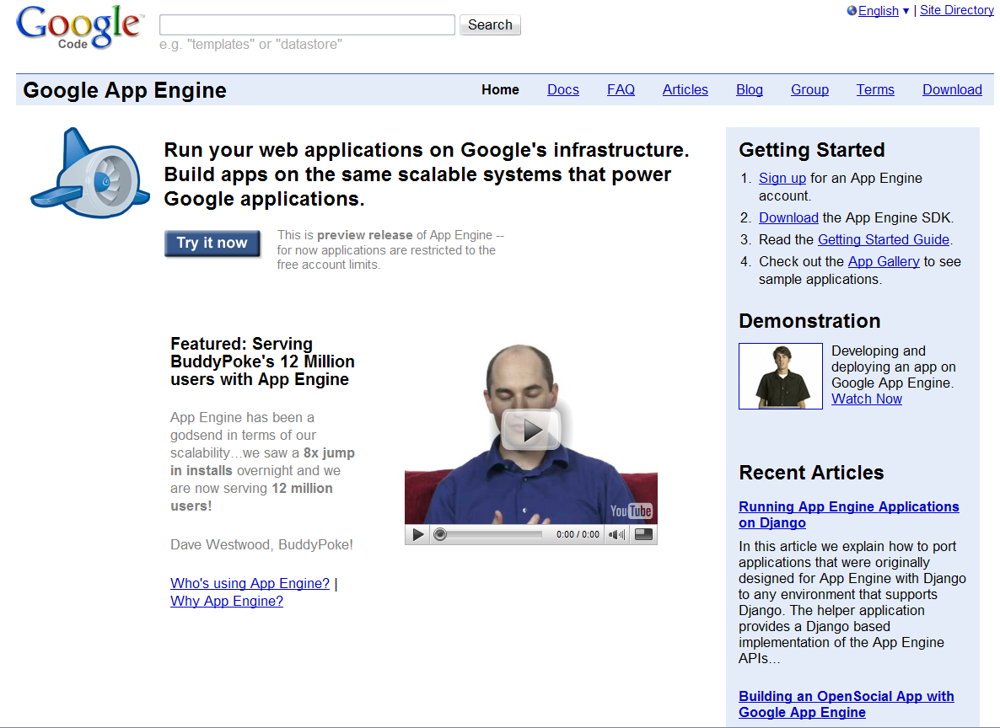 English ▼ | Site Directory
Google™
Code
Search
e.g. "templates" or "datastore"
Google App Engine
Home Docs FAQ Articles Blog Group Terms Download
Run your web applications on Google's infrastructure.
Build apps on the same scalable systems that power
Google applications.
Try it now
This is preview release of App Engine --
for now applications are restricted to the
free account limits.
Featured: Serving
BuddyPoke's 12 Million
users with App Engine
App Engine has been a
godsend in terms of our
scalability...we saw a 8x jump
in installs overnight and we
are now serving 12 million
users!
Dave Westwood, BuddyPoke!
Who's using App Engine? |
Why App Engine?
YouTube
0:00 / 0:00
Getting Started
1. Sign up for an App Engine
account.
2. Download the App Engine SDK.
3. Read the Getting Started Guide.
4. Check out the App Gallery to see
sample applications.
Demonstration
Developing and
deploying an app on
Google App Engine.
Watch Now
Recent Articles
Running App Engine Applications
on Django
In this article we explain how to port
applications that were originally
designed for App Engine with Django
to any environment that supports
Django. The helper application
provides a Django based
implementation of the App Engine
APIs...
Building an OpenSocial App with
Google App Engine